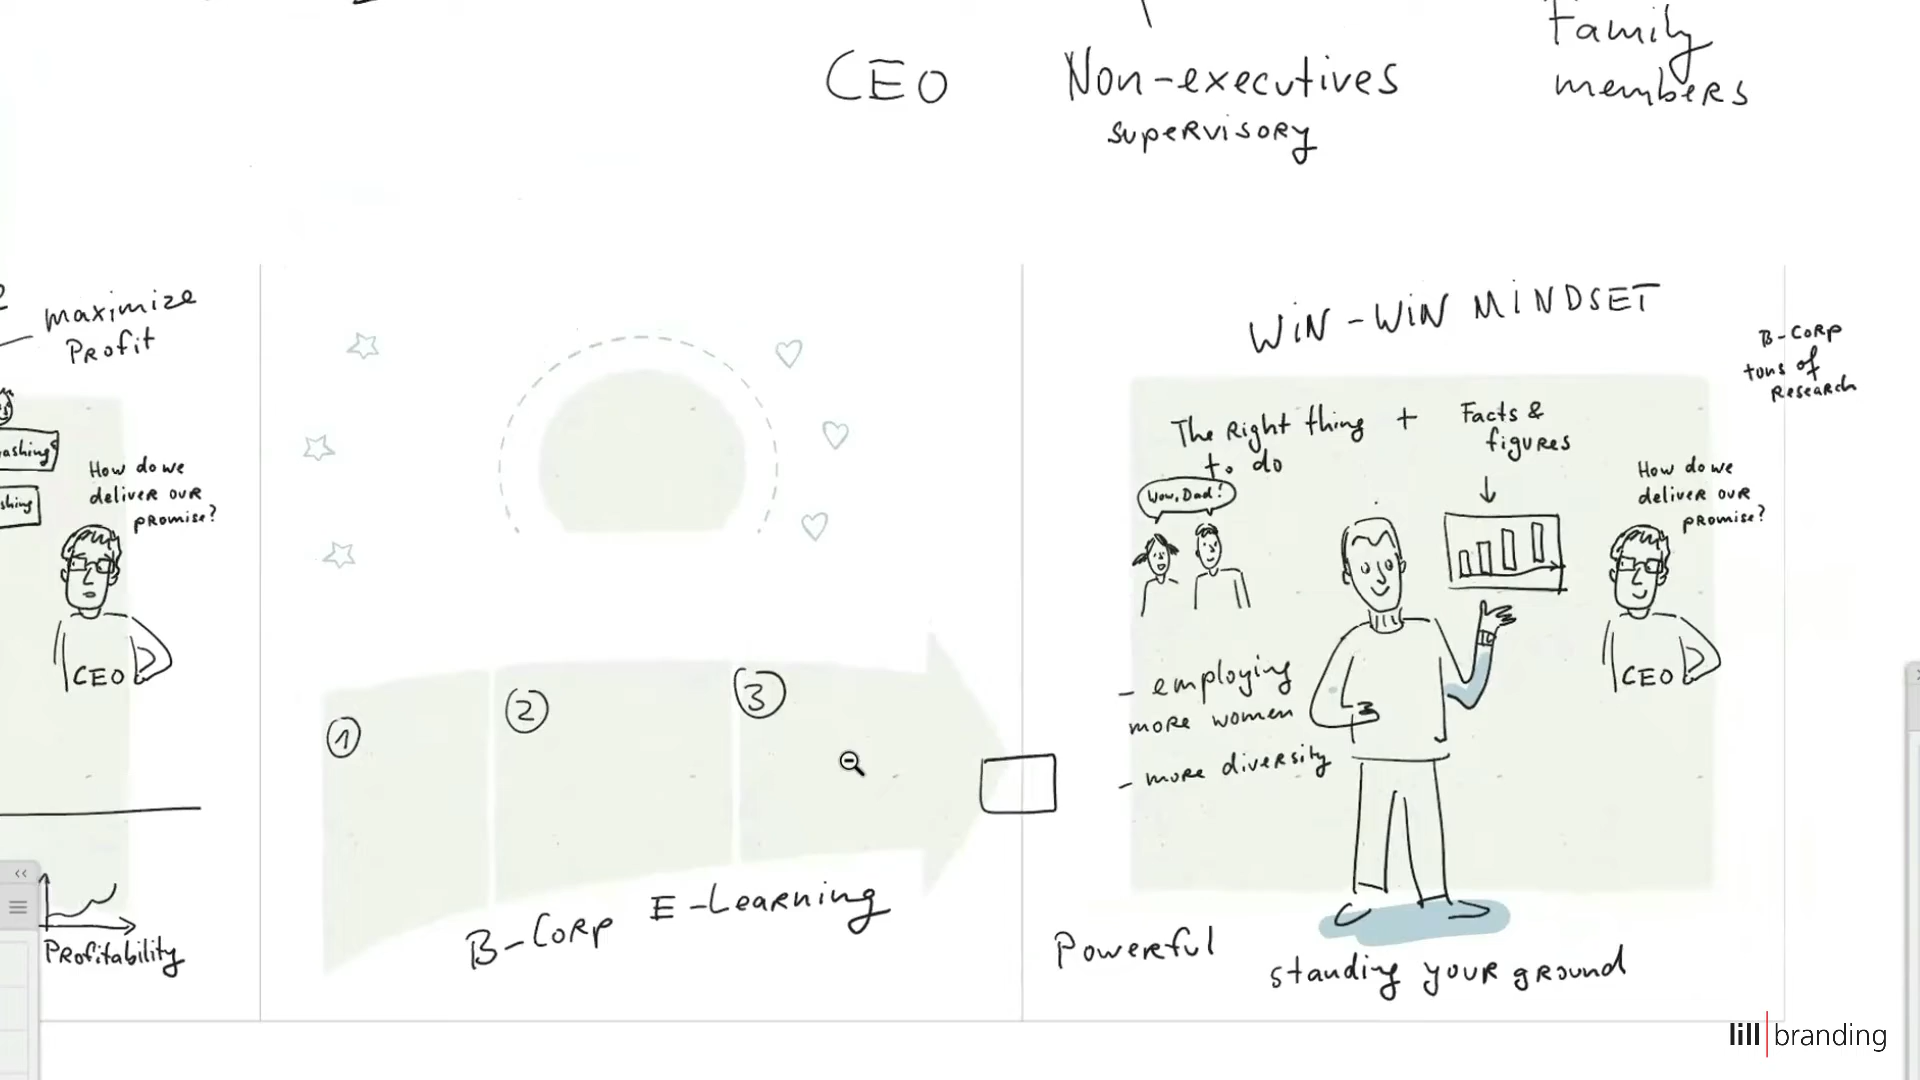 CEO
Non-executives
supervisory
Family
members
maximize
Profit
How do we
deliver our
promise?
CEO
Profitability
1
2
3
B-Corp E-Learning
WiN-WiN MiNDSET
B-Corp
tons of
Research
The Right thing
to do
+
Facts &
figures
Wow, Dad!
How do we
deliver our
promise?
CEO
- employing
more women
- more diversity
Powerful
standing your ground
lill|branding